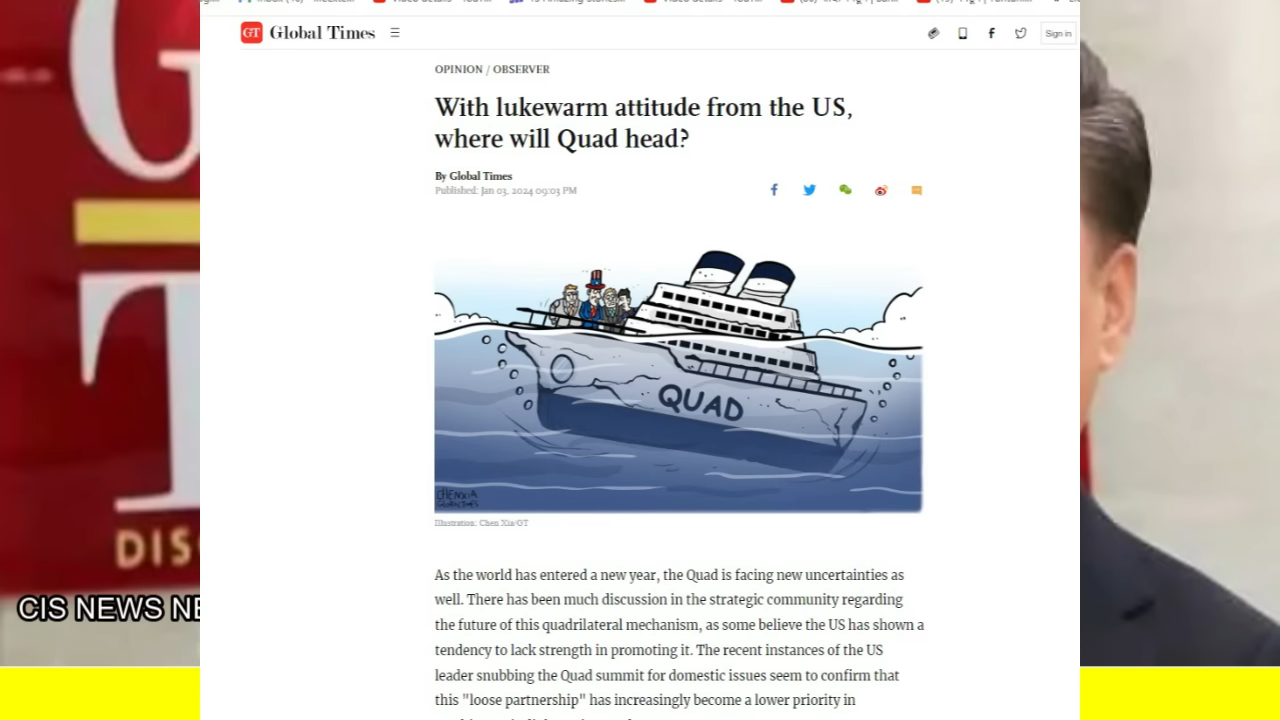 GT Global Times
Sign in
OPINION / OBSERVER
With lukewarm attitude from the US,
where will Quad head?
By Global Times
Published: Jan 03, 2024 09:03 PM
QUAD
CHENXIA
GLOBAL TIMES
Illustration: Chen Xia/GT
As the world has entered a new year, the Quad is facing new uncertainties as
well. There has been much discussion in the strategic community regarding
the future of this quadrilateral mechanism, as some believe the US has shown a
tendency to lack strength in promoting it. The recent instances of the US
leader snubbing the Quad summit for domestic issues seem to confirm that
this "loose partnership" has increasingly become a lower priority in
G
T
DIS
CIS NEWS NE